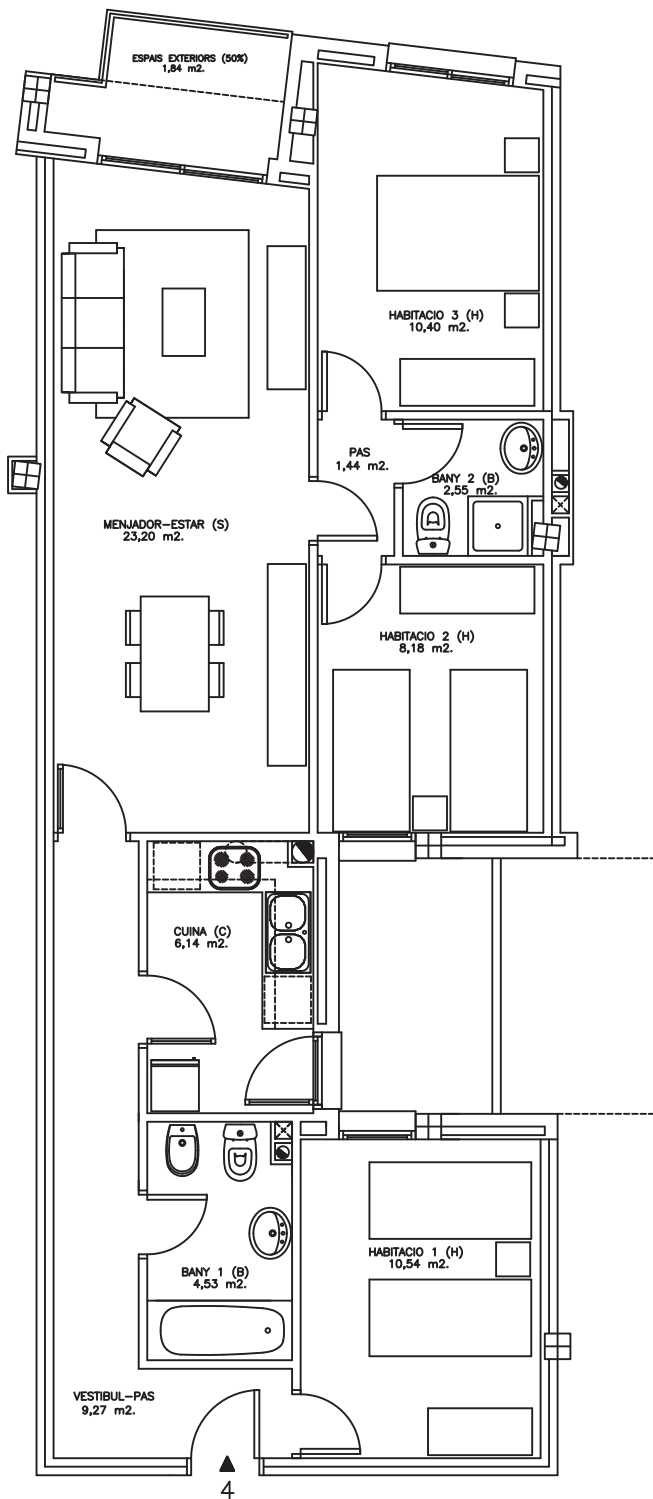 ESPAIS EXTERIORS (50%)
1,84 m2.
HABITACIO 3 (H)
10,40 m2.
PAS
1,44 m2.
BANY 2 (B)
2,55 m2.
MENJADOR-ESTAR (S)
23,20 m2.
HABITACIO 2 (H)
8,18 m2.
CUINA (C)
6,14 m2.
HABITACIO 1 (H)
10,54 m2.
BANY 1 (B)
4,53 m2.
VESTIBUL-PAS
9,27 m2.
4